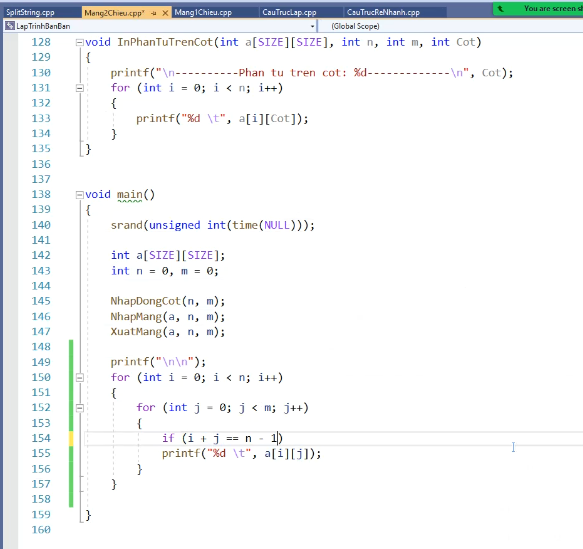 SplitString.cpp Mang2Chieu.cpp* Mang1Chieu.cpp CauTrucLap.cpp CauTrucReNhanh.cpp You are screen
LapTrinhBanBan (Global Scope)
128 void InPhanTuTrenCot(int a[SIZE][SIZE], int n, int m, int Cot)
129 {
130 printf("\n----------Phan tu tren cot: %d-------------\n", Cot);
131 for (int i = 0; i < n; i++)
132 {
133 printf("%d \t", a[i][Cot]);
134 }
135 }
136
137
138 void main()
139 {
140 srand(unsigned int(time(NULL)));
141
142 int a[SIZE][SIZE];
143 int n = 0, m = 0;
144
145 NhapDongCot(n, m);
146 NhapMang(a, n, m);
147 XuatMang(a, n, m);
148
149 printf("\n\n");
150 for (int i = 0; i < n; i++)
151 {
152 for (int j = 0; j < m; j++)
153 {
154 if (i + j == n - 1)
155 printf("%d \t", a[i][j]);
156 }
157 }
158
159 }
160